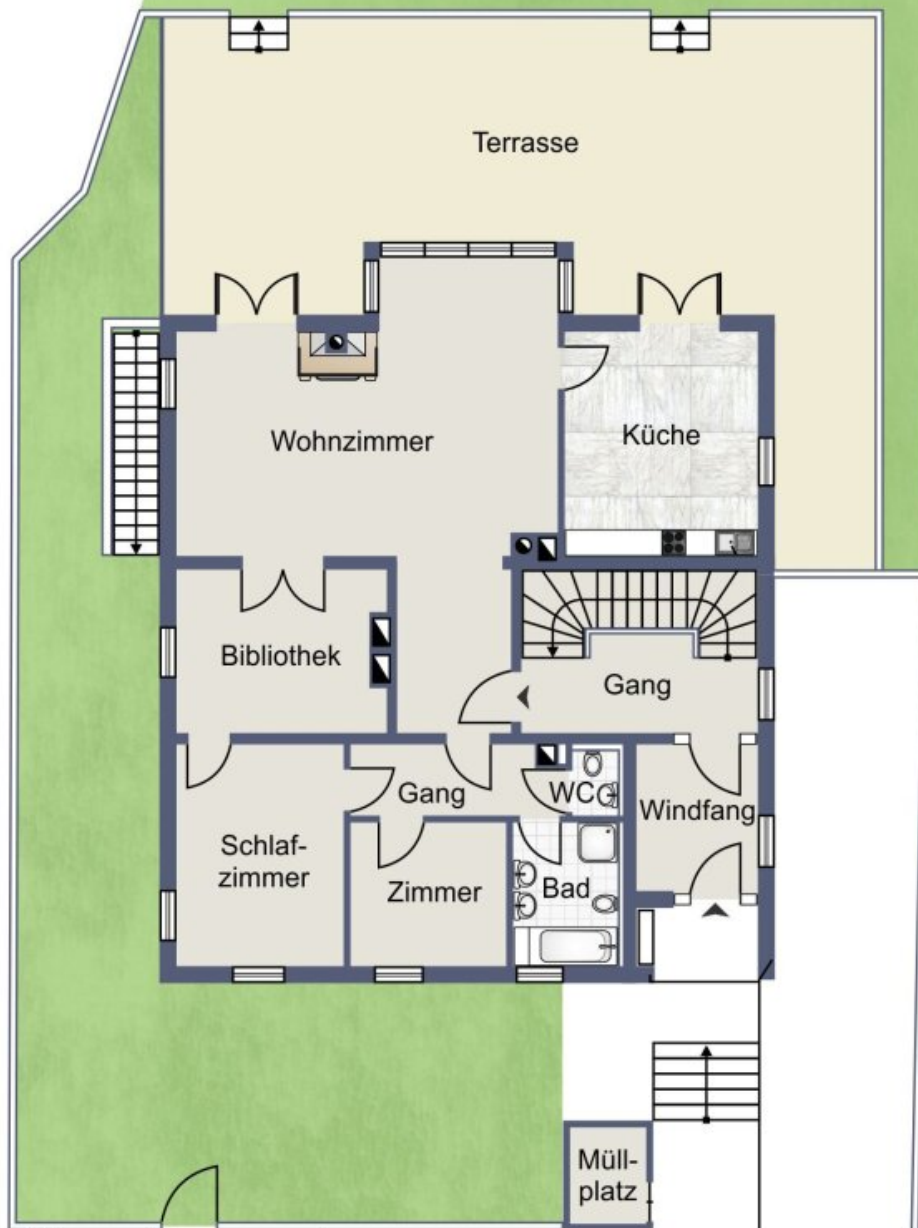 Terrasse
Wohnzimmer
Küche
Bibliothek
Gang
Gang
WC
Windfang
Schlaf-
zimmer
Zimmer
Bad
Müll-
platz